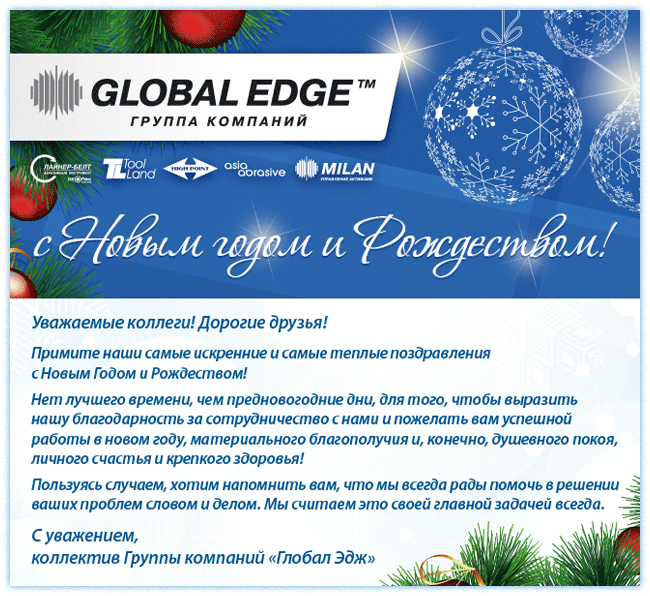 GLOBAL EDGE™
ГРУППА КОМПАНИЙ
ЛАЙНЕР-БЕЛТ
Tool Land
HIGH POINT
asia abrasive
MILAN
УПРАВЛЕНИЕ АКТИВАМИ
с Новым годом и Рождеством!
Уважаемые коллеги! Дорогие друзья!
Примите наши самые искренние и самые теплые поздравления
с Новым Годом и Рождеством!
Нет лучшего времени, чем предновогодние дни, для того, чтобы выразить
нашу благодарность за сотрудничество с нами и пожелать вам успешной
работы в новом году, материального благополучия и, конечно, душевного покоя,
личного счастья и крепкого здоровья!
Пользуясь случаем, хотим напомнить вам, что мы всегда рады помочь в решении
ваших проблем словом и делом. Мы считаем это своей главной задачей всегда.
С уважением,
коллектив Группы компаний «Глобал Эдж»